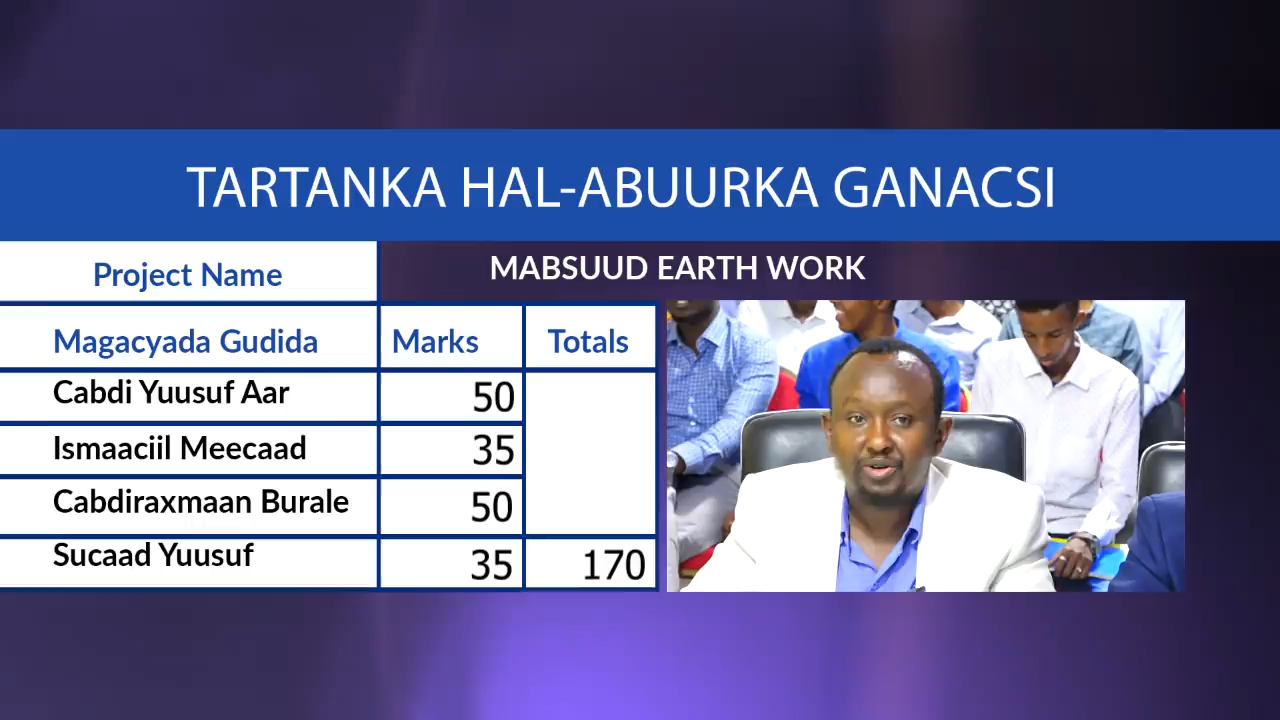 TARTANKA HAL-ABUURKA GANACSI
Project Name MABSUUD EARTH WORK
Magacyada Gudida Marks Totals
Cabdi Yuusuf Aar 50
Ismaaciil Meecaad 35
Cabdiraxmaan Burale 50
Sucaad Yuusuf 35 170